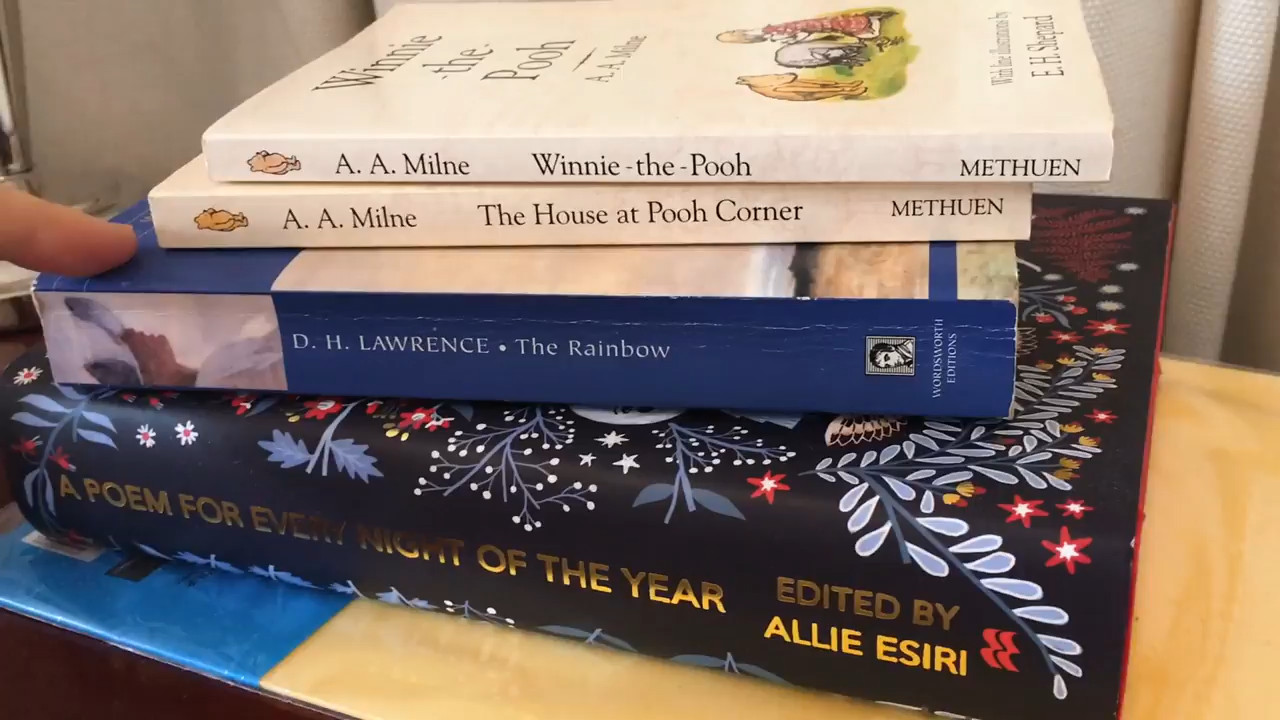 Winnie
-the-
Pooh
A. A. Milne
With line illustrations by
E. H. Shepard
A. A. Milne Winnie-the-Pooh METHUEN
A. A. Milne The House at Pooh Corner METHUEN
D. H. LAWRENCE • The Rainbow
WORDSWORTH
EDITIONS
A POEM FOR EVERY NIGHT OF THE YEAR
EDITED BY
ALLIE ESIRI